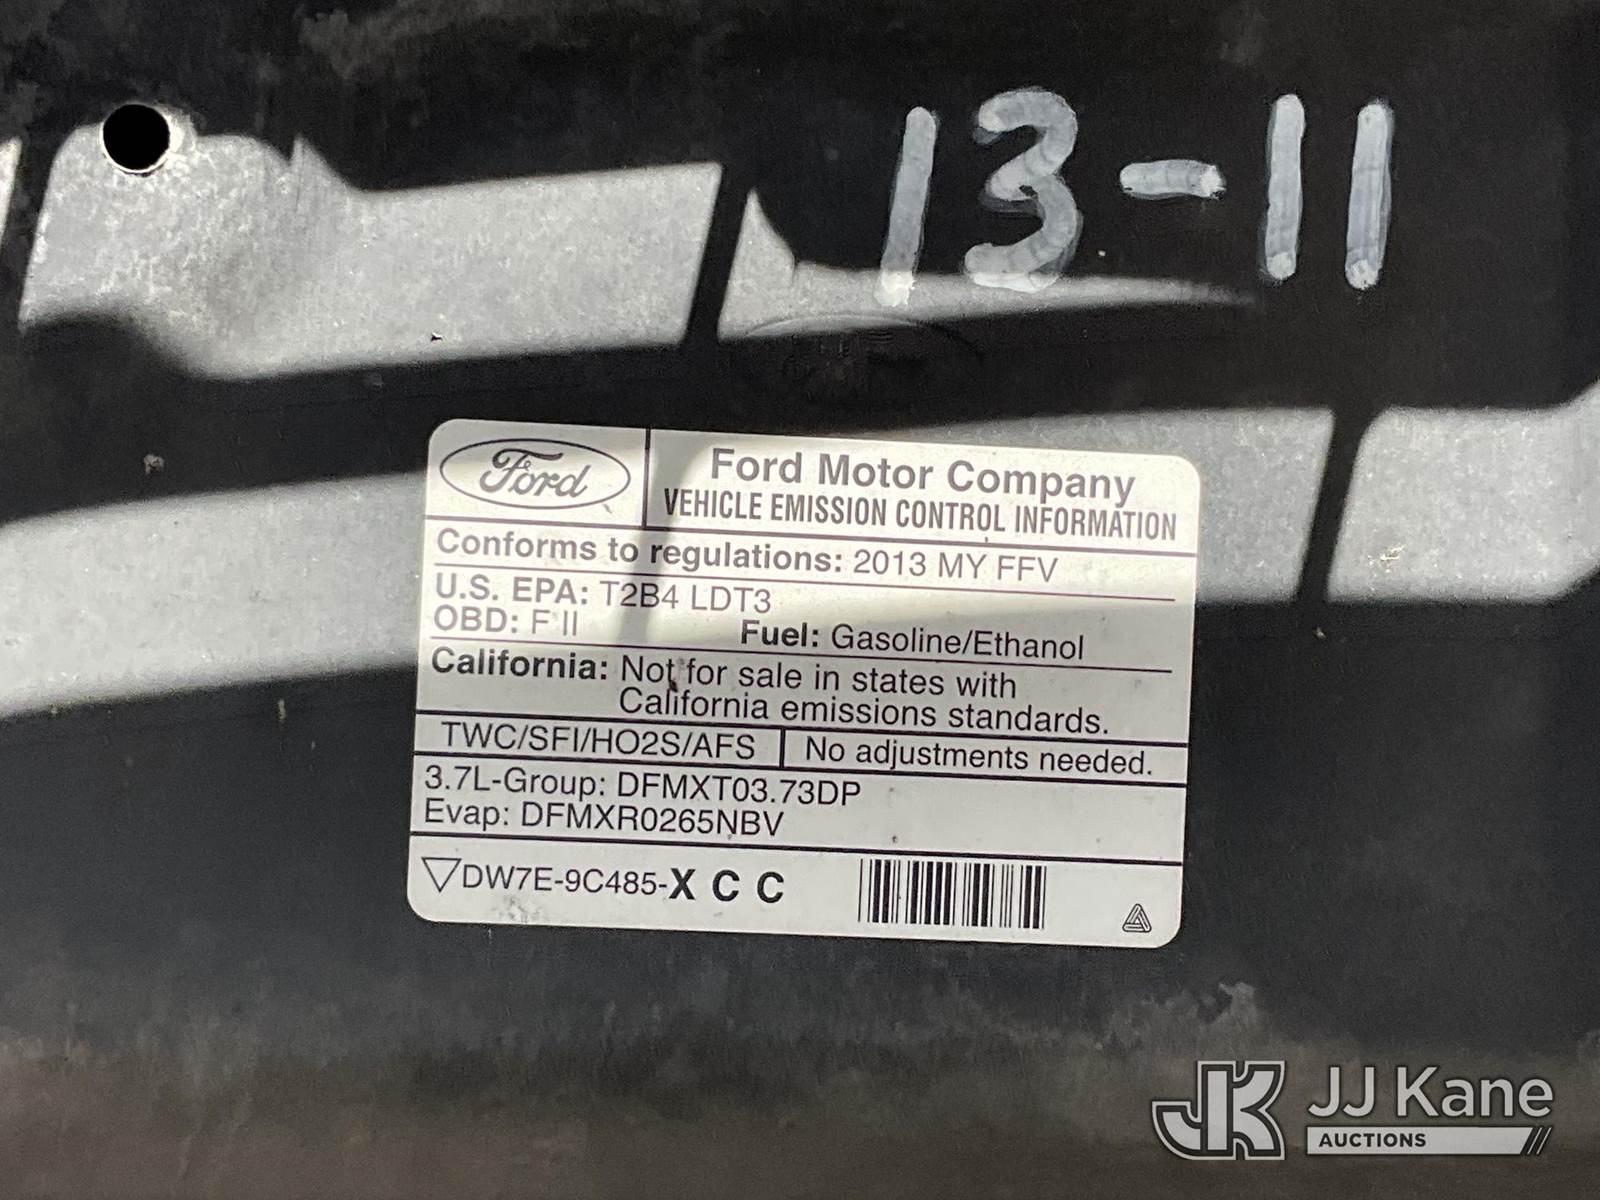 13-11
Ford
Ford Motor Company
VEHICLE EMISSION CONTROL INFORMATION
Conforms to regulations: 2013 MY FFV
U.S. EPA: T2B4 LDT3
OBD: F II Fuel: Gasoline/Ethanol
California: Not for sale in states with
California emissions standards.
TWC/SFI/HO2S/AFS No adjustments needed.
3.7L-Group: DFMXT03.73DP
Evap: DFMXR0265NBV
DW7E-9C485-X C C
JK JJ Kane
AUCTIONS